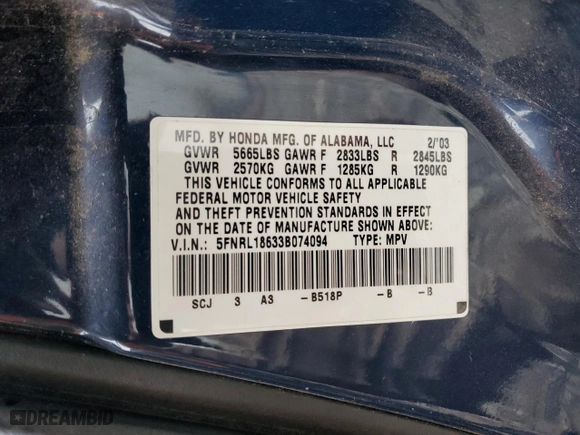 MFD. BY HONDA MFG. OF ALABAMA, LLC 2/'03
GVWR 5665LBS GAWR F 2833LBS R 2845LBS
GVWR 2570KG GAWR F 1285KG R 1290KG
THIS VEHICLE CONFORMS TO ALL APPLICABLE
FEDERAL MOTOR VEHICLE SAFETY
AND THEFT PREVENTION STANDARDS IN EFFECT
ON THE DATE OF MANUFACTURE SHOWN ABOVE:
V.I.N.: 5FNRL18633B074094 TYPE: MPV
SCJ 3 A3 -B518P -B -B
DREAMBID